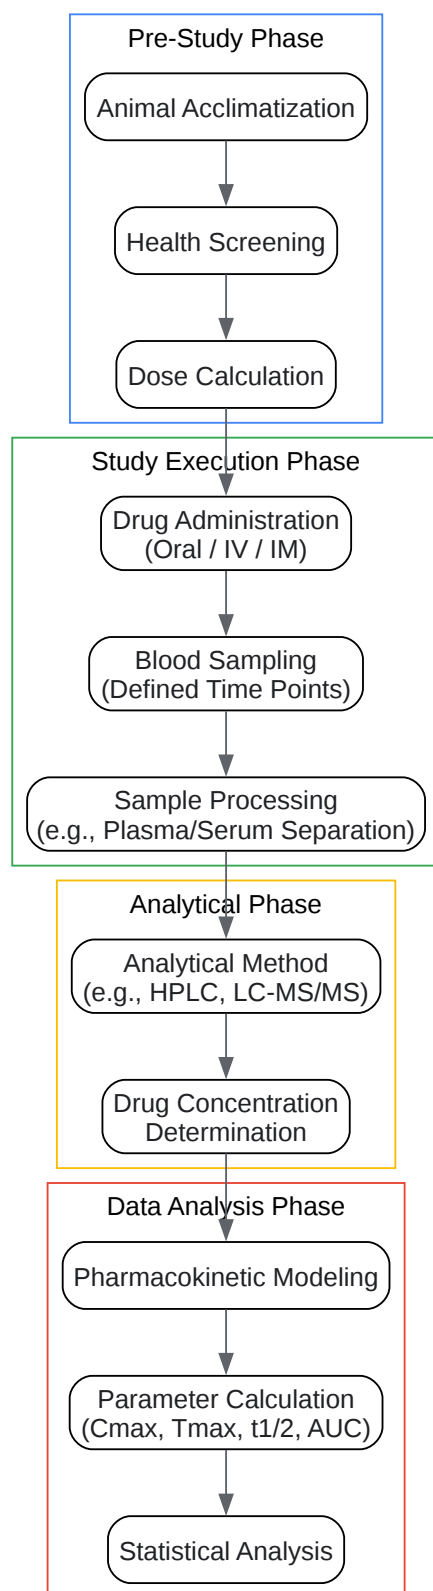 Pre-Study Phase
Animal Acclimatization
Health Screening
Dose Calculation
Study Execution Phase
Drug Administration
(Oral / IV / IM)
Blood Sampling
(Defined Time Points)
Sample Processing
(e.g., Plasma/Serum Separation)
Analytical Phase
Analytical Method
(e.g., HPLC, LC-MS/MS)
Drug Concentration
Determination
Data Analysis Phase
Pharmacokinetic Modeling
Parameter Calculation
(Cmax, Tmax, t1/2, AUC)
Statistical Analysis